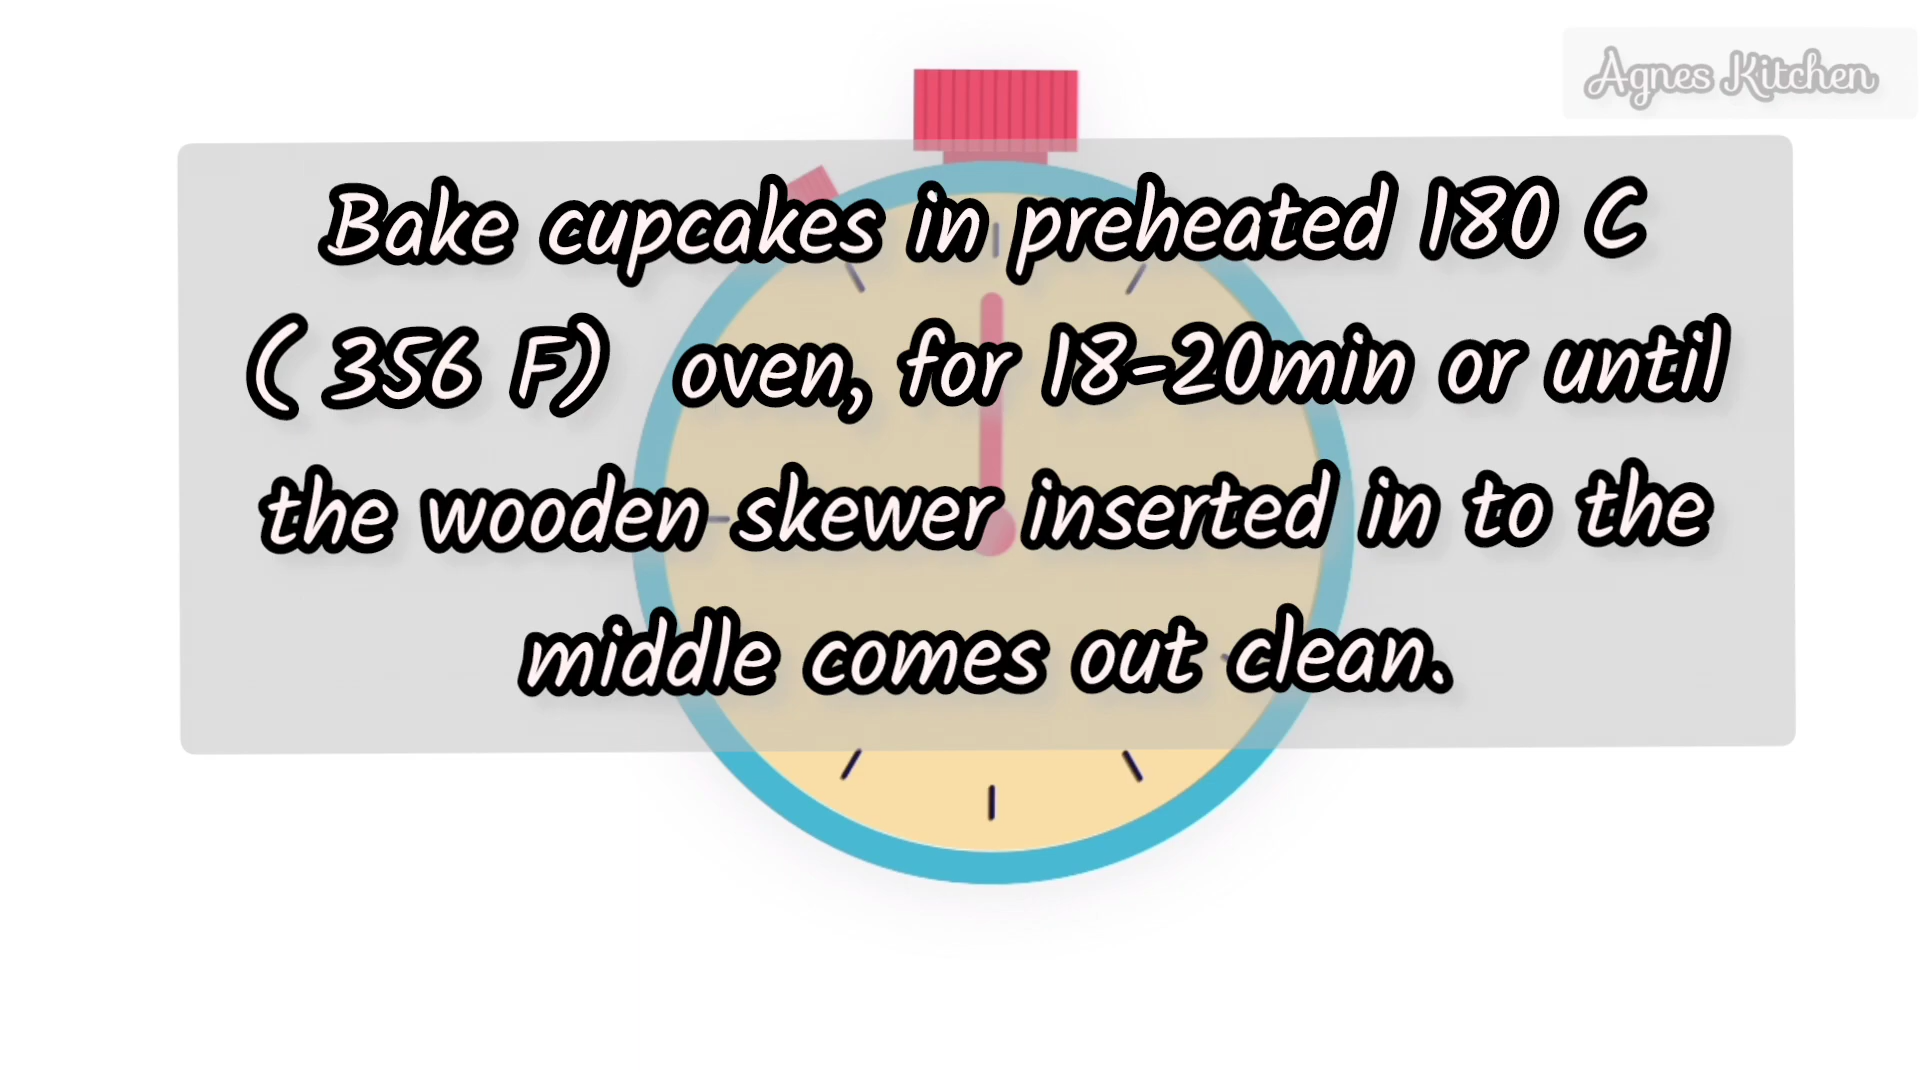 Agnes Kitchen
Bake cupcakes in preheated 180 C
( 356 F) oven, for 18-20min or until
the wooden skewer inserted in to the
middle comes out clean.